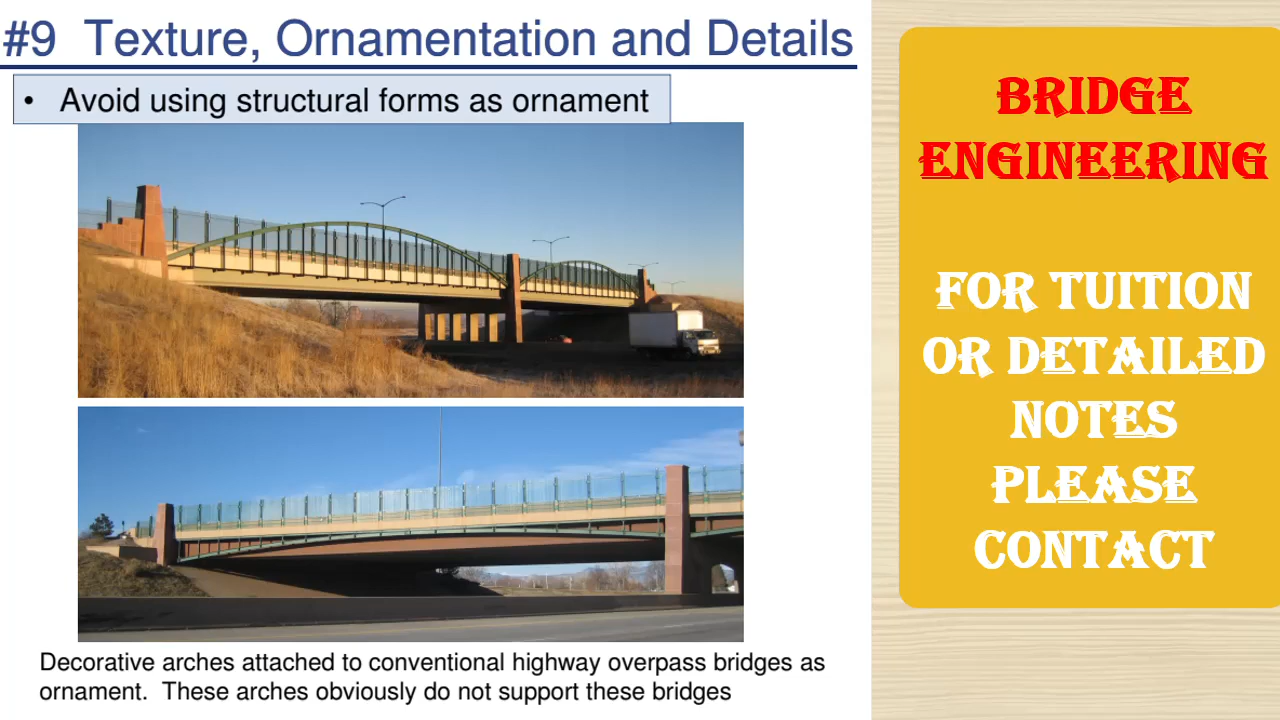 #9 Texture, Ornamentation and Details
• Avoid using structural forms as ornament
Decorative arches attached to conventional highway overpass bridges as
ornament. These arches obviously do not support these bridges
BRIDGE
ENGINEERING
FOR TUITION
OR DETAILED
NOTES
PLEASE
CONTACT